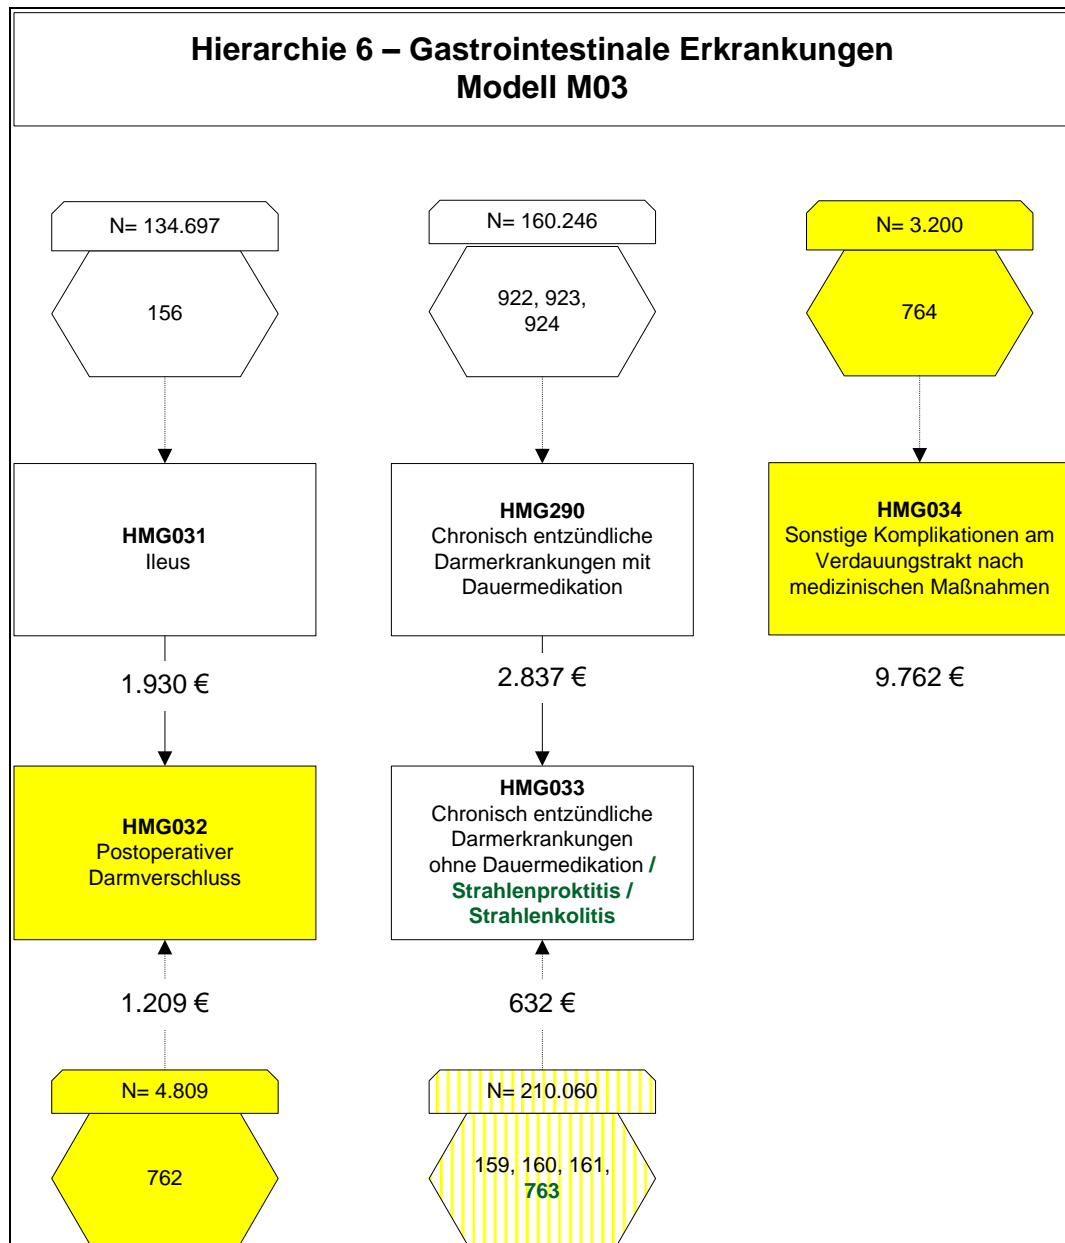 Hierarchie 6 – Gastrointestinale Erkrankungen
Modell M03
N= 134.697
156
N= 160.246
922, 923,
924
N= 3.200
764
HMG031
Ileus
HMG290
Chronisch entzündliche
Darmerkrankungen mit
Dauermedikation
HMG034
Sonstige Komplikationen am
Verdauungstrakt nach
medizinischen Maßnahmen
1.930 €
2.837 €
9.762 €
HMG032
Postoperativer
Darmverschluss
HMG033
Chronisch entzündliche
Darmerkrankungen
ohne Dauermedikation /
Strahlenproktitis /
Strahlenkolitis
1.209 €
632 €
N= 4.809
762
N= 210.060
159, 160, 161,
763